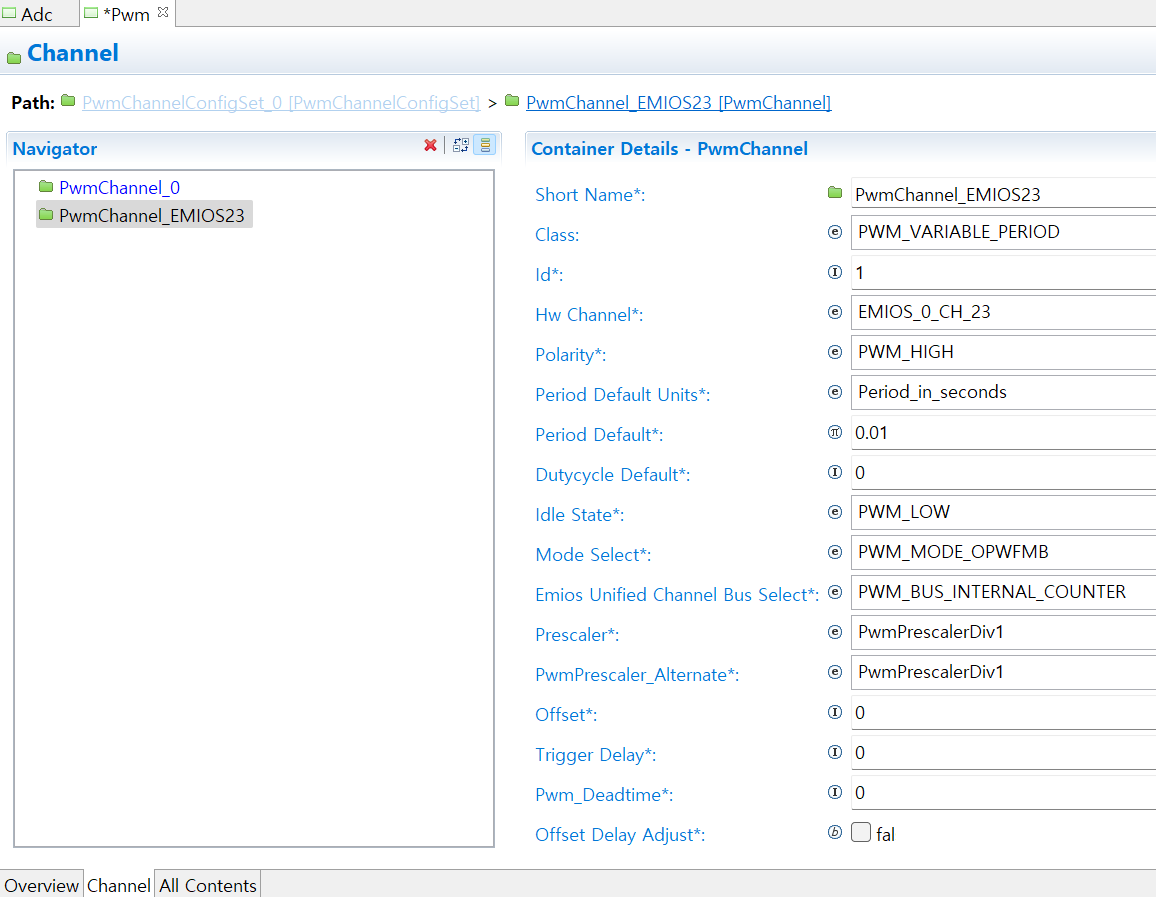 Adc
*Pwm
Channel
Path: PwmChannelConfigSet_0 [PwmChannelConfigSet] > PwmChannel_EMIOS23 [PwmChannel]
Navigator
PwmChannel_0
PwmChannel_EMIOS23
Container Details - PwmChannel
Short Name*: PwmChannel_EMIOS23
Class: PWM_VARIABLE_PERIOD
Id*: 1
Hw Channel*: EMIOS_0_CH_23
Polarity*: PWM_HIGH
Period Default Units*: Period_in_seconds
Period Default*: 0.01
Dutycycle Default*: 0
Idle State*: PWM_LOW
Mode Select*: PWM_MODE_OPWFMB
Emios Unified Channel Bus Select*: PWM_BUS_INTERNAL_COUNTER
Prescaler*: PwmPrescalerDiv1
PwmPrescaler_Alternate*: PwmPrescalerDiv1
Offset*: 0
Trigger Delay*: 0
Pwm_Deadtime*: 0
Offset Delay Adjust*: fal
Overview Channel All Contents